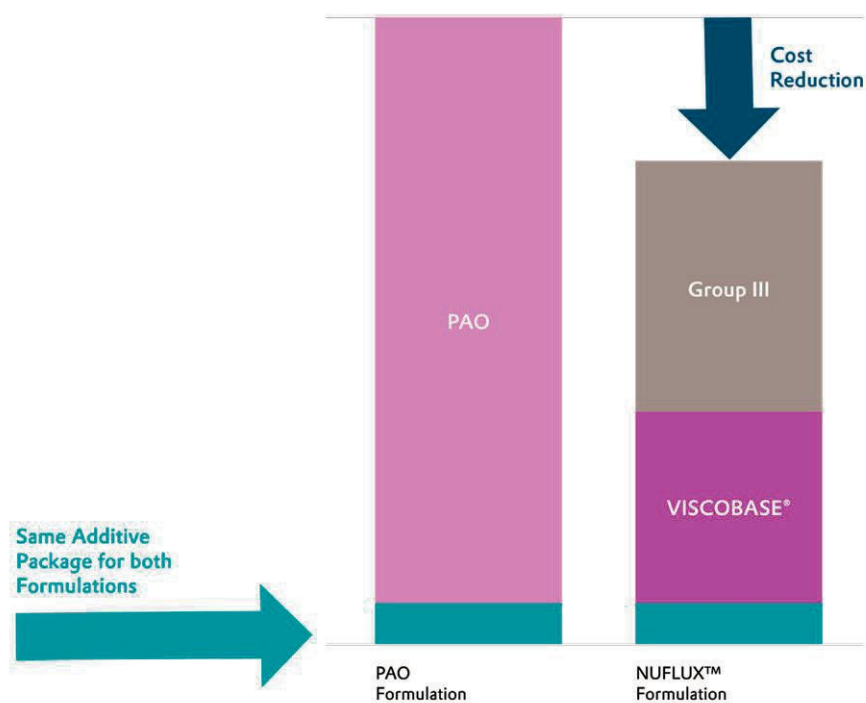 Cost
Reduction
PAO
Group III
VISCOBASE®
Same Additive
Package for both
Formulations
PAO
Formulation
NUFLUX™
Formulation